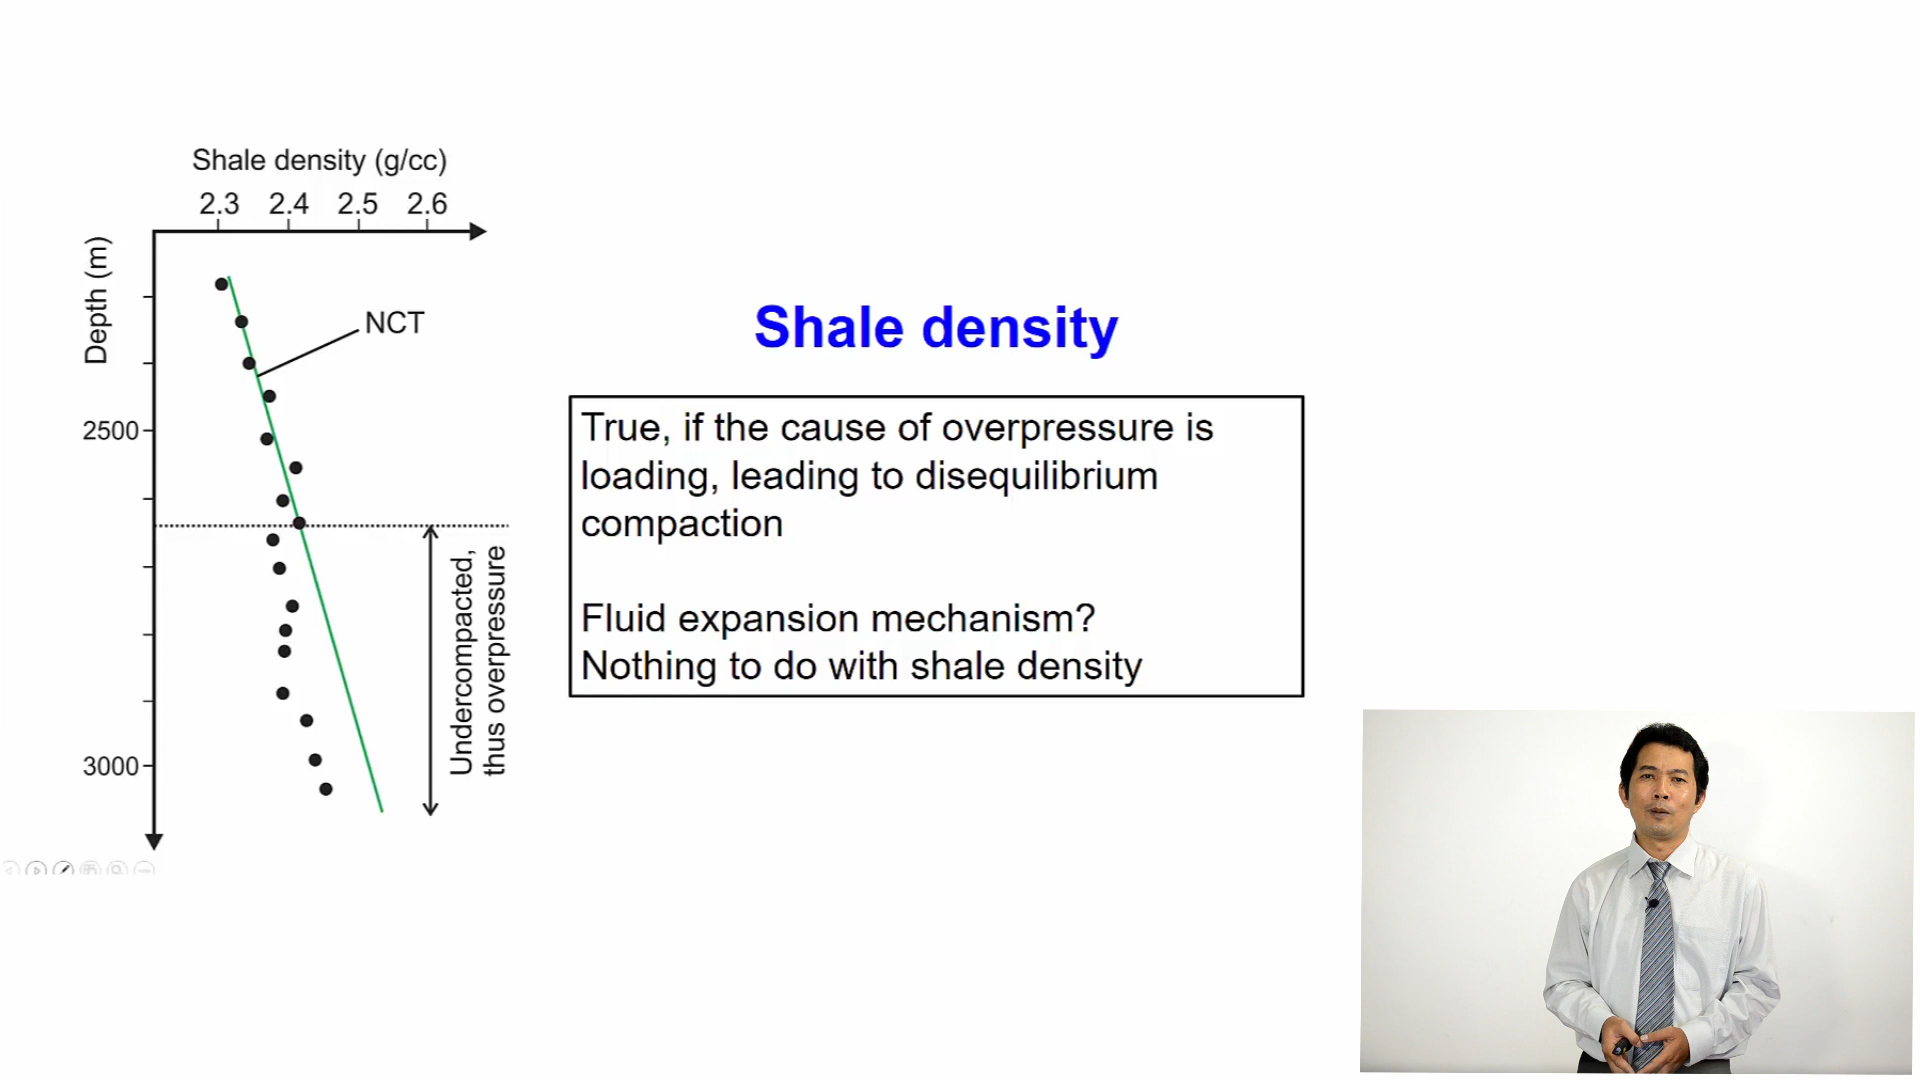 Shale density (g/cc)
2.3 2.4 2.5 2.6
Depth (m)
NCT
2500
3000
Undercompacted,
thus overpressure
Shale density
True, if the cause of overpressure is
loading, leading to disequilibrium
compaction
Fluid expansion mechanism?
Nothing to do with shale density